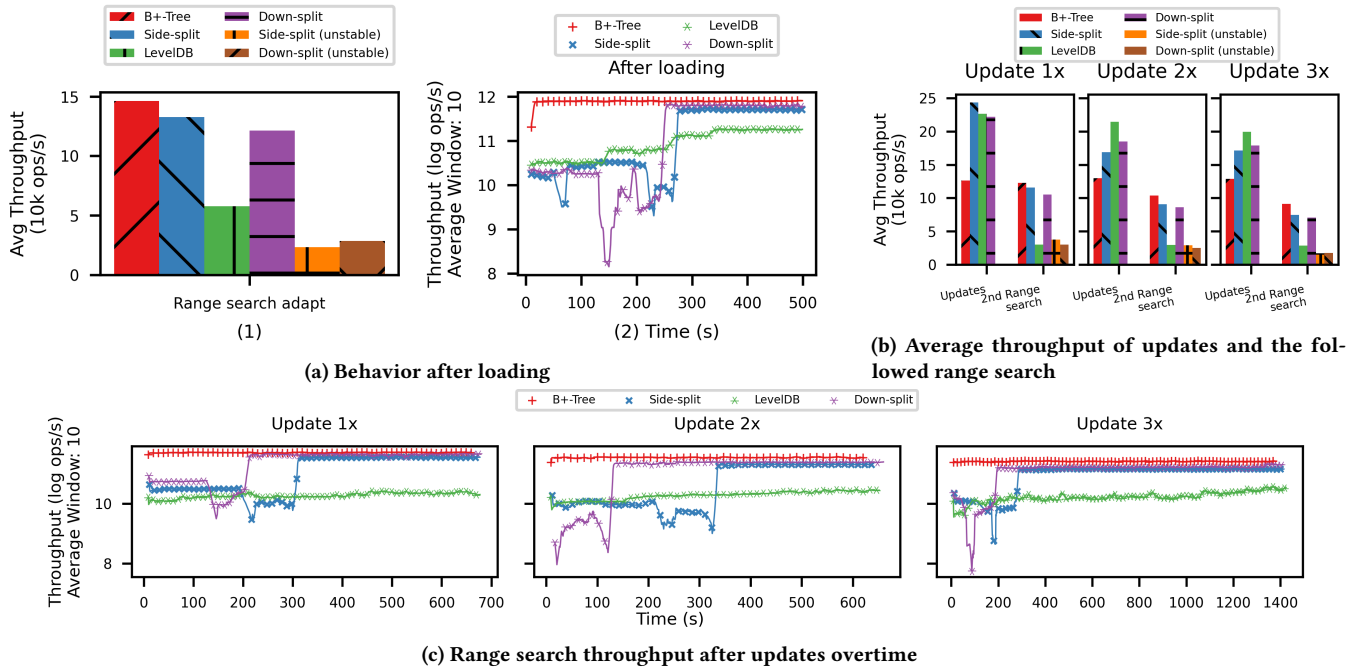 B+-Tree
Side-split
LevelDB
Down-split
Side-split (unstable)
Down-split (unstable)
Avg Throughput
(10k ops/s)
15
10
5
0
Range search adapt
(1)
B+-Tree
Side-split
LevelDB
Down-split
After loading
Throughput (log ops/s)
Average Window: 10
12
11
10
9
8
0 100 200 300 400 500
(2) Time (s)
(a) Behavior after loading
B+-Tree
Side-split
LevelDB
Down-split
Side-split (unstable)
Down-split (unstable)
Update 1x Update 2x Update 3x
Avg Throughput
(10k ops/s)
25
20
15
10
5
0
Updates 2nd Range
search
Updates 2nd Range
search
Updates 2nd Range
search
(b) Average throughput of updates and the fol-
lowed range search
B+-Tree Side-split LevelDB Down-split
Update 1x Update 2x Update 3x
Throughput (log ops/s)
Average Window: 10
10
8
0 100 200 300 400 500 600 700
10
8
0 100 200 300 400 500 600
10
8
0 200 400 600 800 1000 1200 1400
Time (s)
(c) Range search throughput after updates overtime